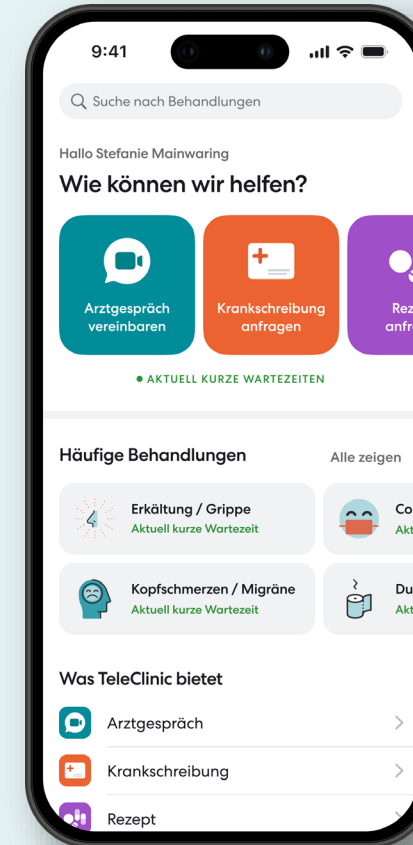 9:41
Suche nach Behandlungen
Hallo Stefanie Mainwaring
Wie können wir helfen?
Arztgespräch
vereinbaren
Krankschreibung
anfragen
AKTUELL KURZE WARTEZEITEN
Häufige Behandlungen
Alle zeigen
Erkältung / Grippe
Aktuell kurze Wartezeit
Kopfschmerzen / Migräne
Aktuell kurze Wartezeit
Was TeleClinic bietet
Arztgespräch
Krankschreibung
Rezept